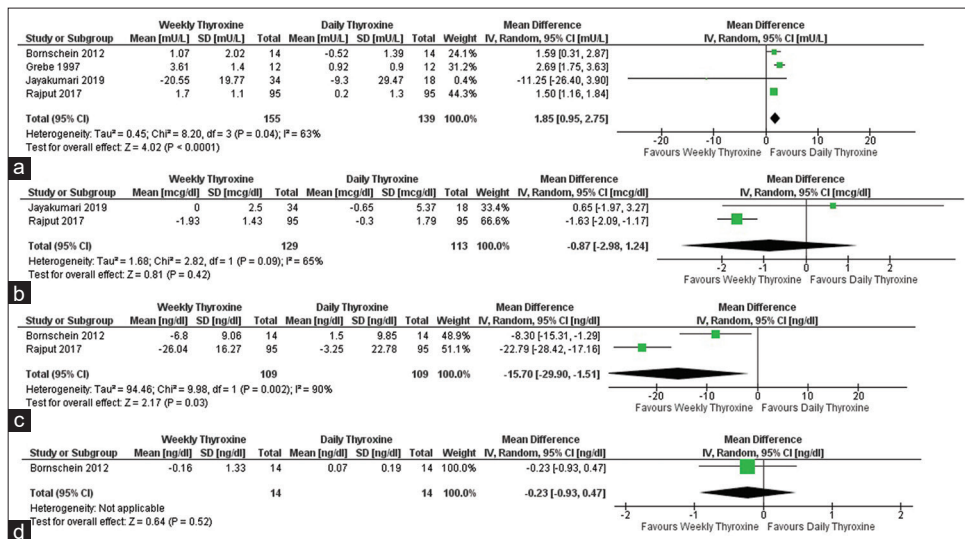 Weekly Thyroxine Daily Thyroxine Mean Difference Mean Difference
Study or Subgroup Mean [mU/L] SD [mU/L] Total Mean [mU/L] SD [mU/L] Total Weight IV, Random, 95% CI [mU/L] IV, Random, 95% CI [mU/L]
Bornschein 2012 1.07 2.02 14 -0.52 1.39 14 24.1% 1.59 [0.31, 2.87]
Grebe 1997 3.61 1.4 12 0.92 0.9 12 31.2% 2.69 [1.75, 3.63]
Jayakumari 2019 -20.55 19.77 34 -9.3 29.47 18 0.4% -11.25 [-26.40, 3.90]
Rajput 2017 1.7 1.1 95 0.2 1.3 95 44.3% 1.50 [1.16, 1.84]
Total (95% CI) 155 139 100.0% 1.85 [0.95, 2.75]
Heterogeneity: Tau² = 0.45; Chi² = 8.20, df = 3 (P = 0.04); I² = 63%
Test for overall effect: Z = 4.02 (P < 0.0001)
-20 -10 0 10 20
Favours Weekly Thyroxine Favours Daily Thyroxine
a
Weekly Thyroxine Daily Thyroxine Mean Difference Mean Difference
Study or Subgroup Mean [mcg/dl] SD [mcg/dl] Total Mean [mcg/dl] SD [mcg/dl] Total Weight IV, Random, 95% CI [mcg/dl] IV, Random, 95% CI [mcg/dl]
Jayakumari 2019 0 2.5 34 -0.65 5.37 18 33.4% 0.65 [-1.97, 3.27]
Rajput 2017 -1.93 1.43 95 -0.3 1.79 95 66.6% -1.63 [-2.09, -1.17]
Total (95% CI) 129 113 100.0% -0.87 [-2.98, 1.24]
Heterogeneity: Tau² = 1.68; Chi² = 2.82, df = 1 (P = 0.09); I² = 65%
Test for overall effect: Z = 0.81 (P = 0.42)
-2 -1 0 1 2
Favours Weekly Thyroxine Favours Daily Thyroxine
b
Weekly Thyroxine Daily Thyroxine Mean Difference Mean Difference
Study or Subgroup Mean [ng/dl] SD [ng/dl] Total Mean [ng/dl] SD [ng/dl] Total Weight IV, Random, 95% CI [ng/dl] IV, Random, 95% CI [ng/dl]
Bornschein 2012 -6.8 9.06 14 1.5 9.85 14 48.9% -8.30 [-15.31, -1.29]
Rajput 2017 -26.04 16.27 95 -3.25 22.78 95 51.1% -22.79 [-28.42, -17.16]
Total (95% CI) 109 109 100.0% -15.70 [-29.90, -1.51]
Heterogeneity: Tau² = 94.46; Chi² = 9.98, df = 1 (P = 0.002); I² = 90%
Test for overall effect: Z = 2.17 (P = 0.03)
-20 -10 0 10 20
Favours Weekly Thyroxine Favours Daily Thyroxine
c
Weekly Thyroxine Daily Thyroxine Mean Difference Mean Difference
Study or Subgroup Mean [ng/dl] SD [ng/dl] Total Mean [ng/dl] SD [ng/dl] Total Weight IV, Random, 95% CI [ng/dl] IV, Random, 95% CI [ng/dl]
Bornschein 2012 -0.16 1.33 14 0.07 0.19 14 100.0% -0.23 [-0.93, 0.47]
Total (95% CI) 14 14 100.0% -0.23 [-0.93, 0.47]
Heterogeneity: Not applicable
Test for overall effect: Z = 0.64 (P = 0.52)
-2 -1 0 1 2
Favours Weekly Thyroxine Favours Daily Thyroxine
d